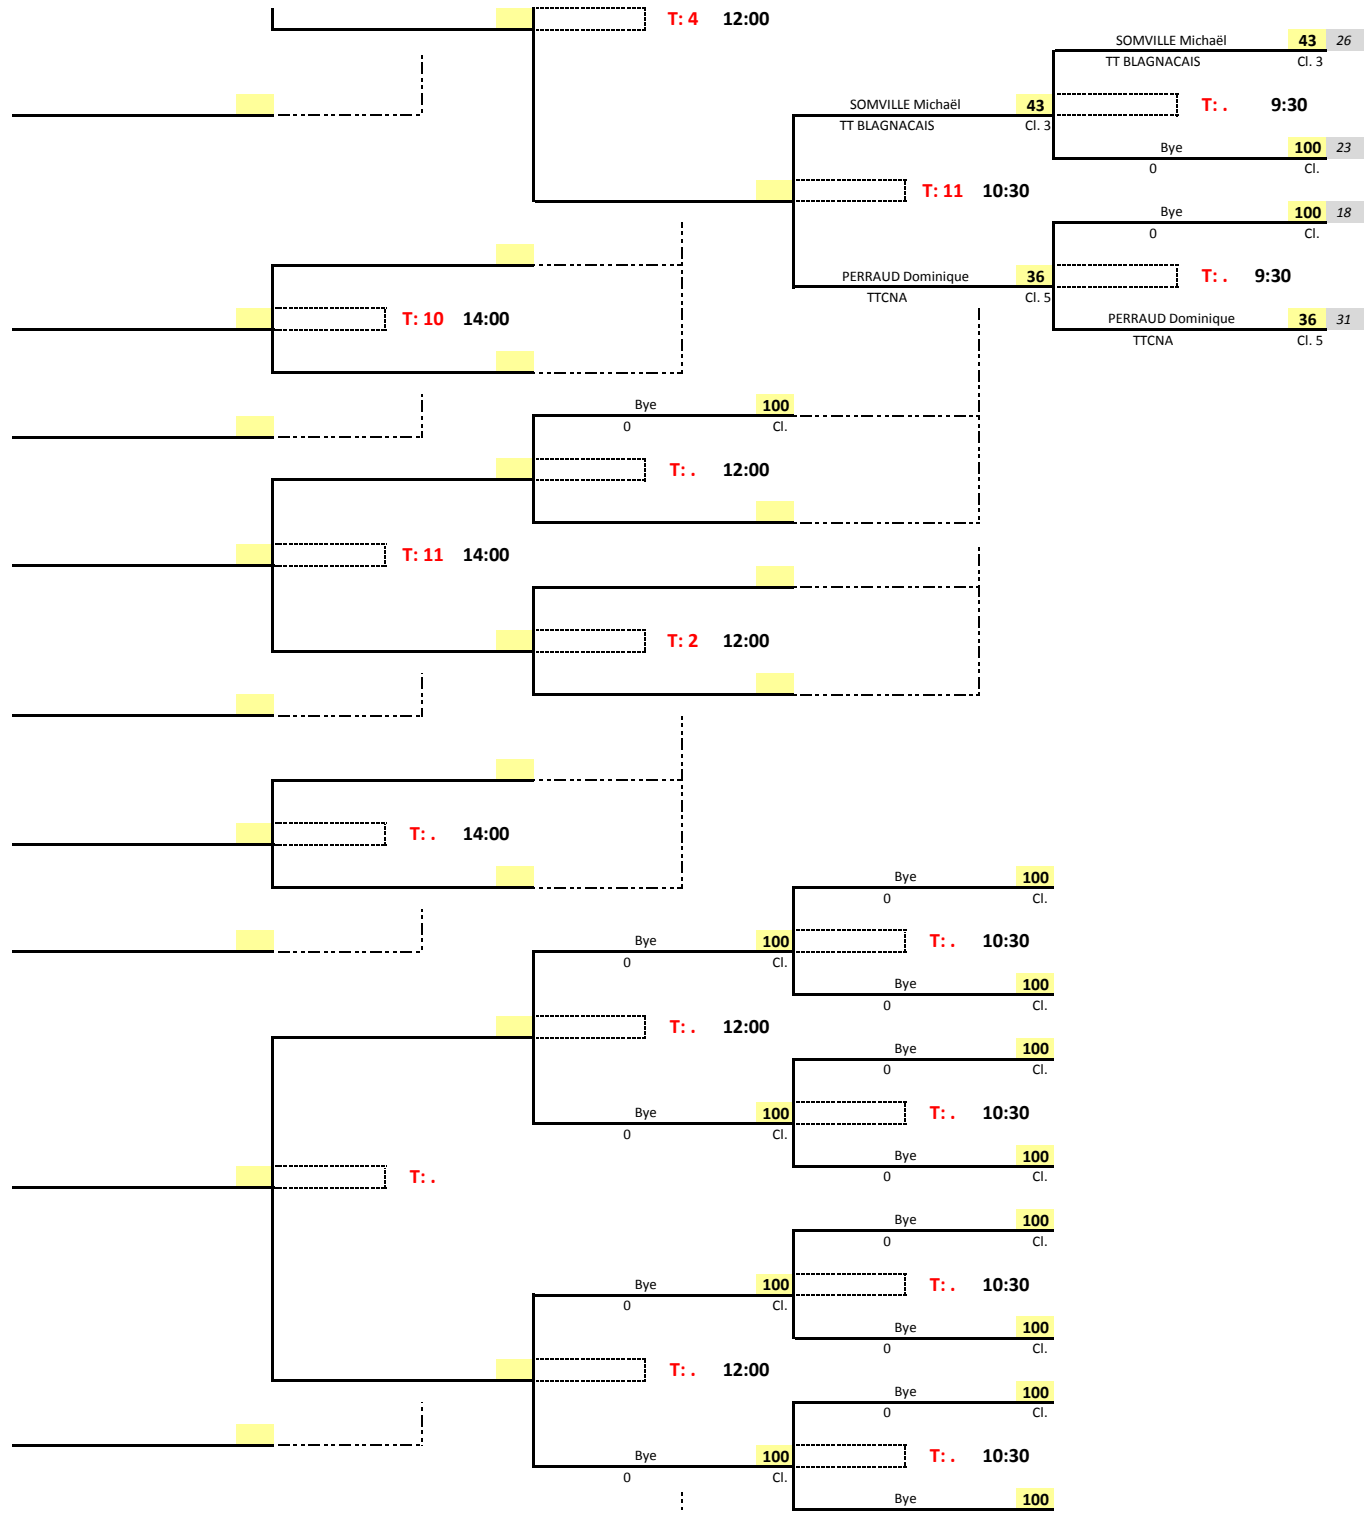 T: 4 12:00
SOMVILLE Michaël 43 26
TT BLAGNACAIS Cl. 3
SOMVILLE Michaël 43
T: . 9:30
TT BLAGNACAIS Cl. 3
Bye 100 23
0 Cl.
T: 11 10:30
Bye 100 18
0 Cl.
PERRAUD Dominique 36
T: . 9:30
TTCNA Cl. 5
T: 10 14:00
PERRAUD Dominique 36 31
TTCNA Cl. 5
Bye 100
0 Cl.
T: . 12:00
T: 11 14:00
T: 2 12:00
T: . 14:00
Bye 100
0 Cl.
Bye 100
T: . 10:30
0 Cl.
Bye 100
0 Cl.
T: . 12:00
Bye 100
0 Cl.
Bye 100
T: . 10:30
0 Cl.
Bye 100
0 Cl.
T: .
Bye 100
0 Cl.
Bye 100
T: . 10:30
0 Cl.
Bye 100
0 Cl.
T: . 12:00
Bye 100
0 Cl.
Bye 100
T: . 10:30
0 Cl.
Bye 100